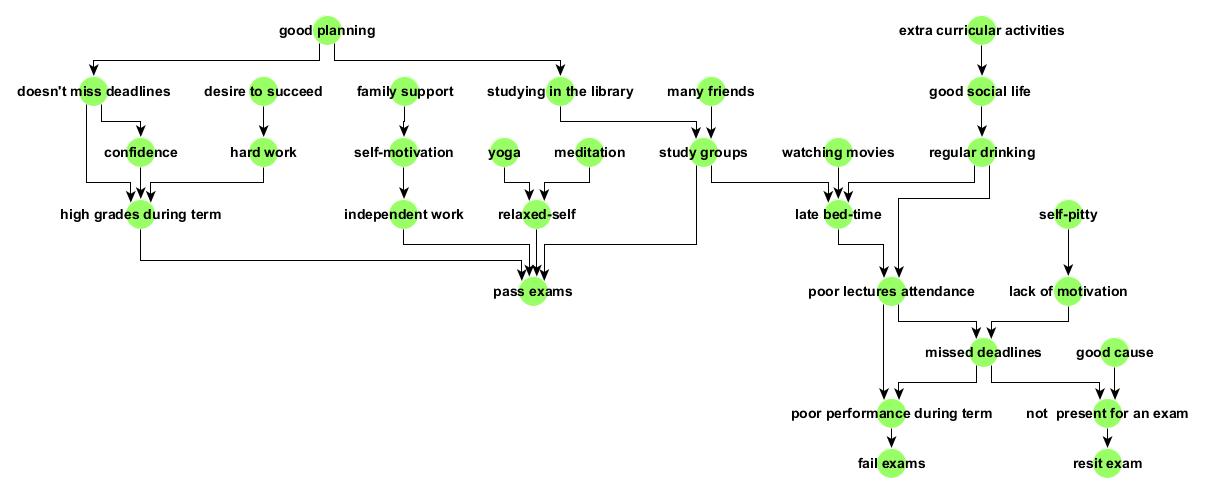 good planning
extra curricular activities
doesn't miss deadlines
desire to succeed
family support
studying in the library
many friends
good social life
confidence
hard work
self-motivation
yoga
meditation
study groups
watching movies
regular drinking
high grades during term
independent work
relaxed-self
late bed-time
self-pitty
pass exams
poor lectures attendance
lack of motivation
missed deadlines
good cause
poor performance during term
not present for an exam
fail exams
resit exam